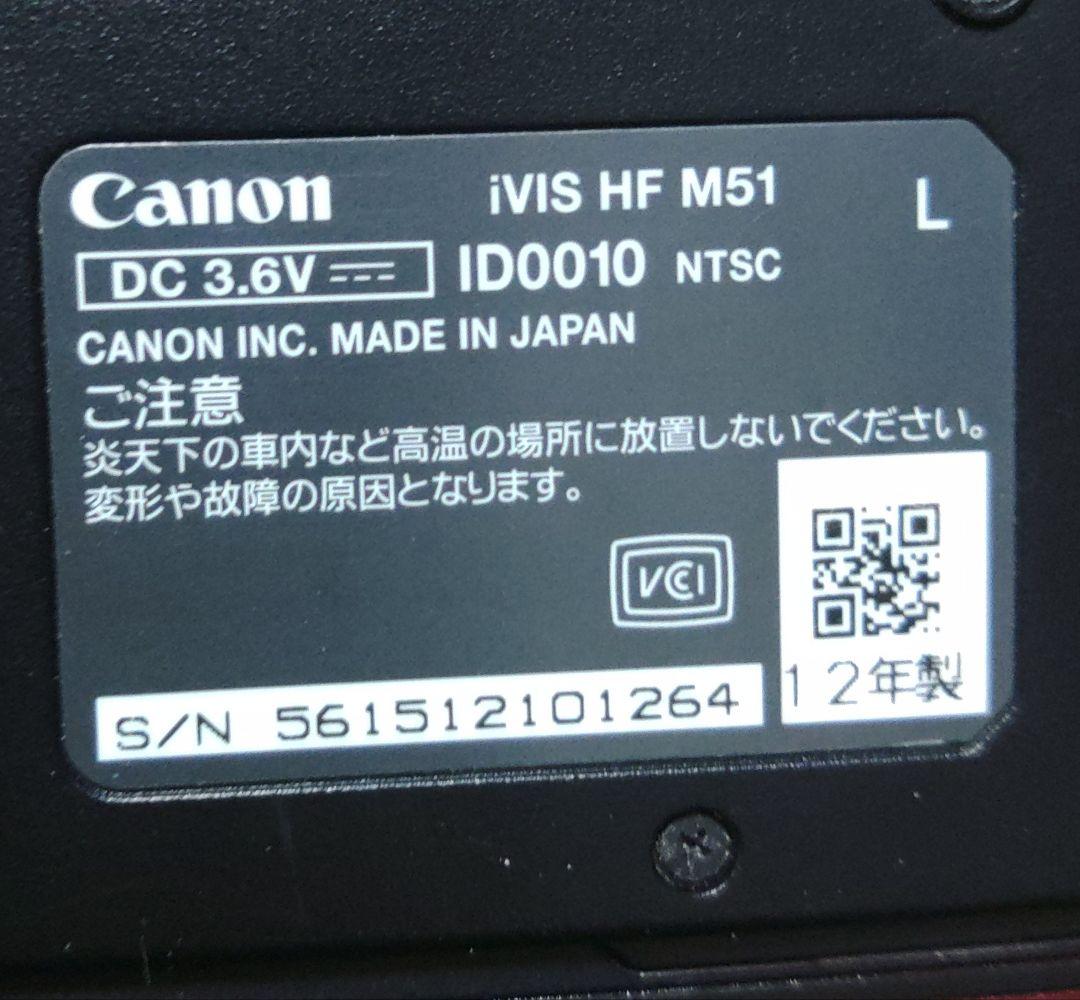 Canon iVIS HF M51 L
DC 3.6V ID0010 NTSC
CANON INC. MADE IN JAPAN
ご注意
炎天下の車内など高温の場所に放置しないでください。
変形や故障の原因となります。
VCCI
12年製
S/N 561512101264